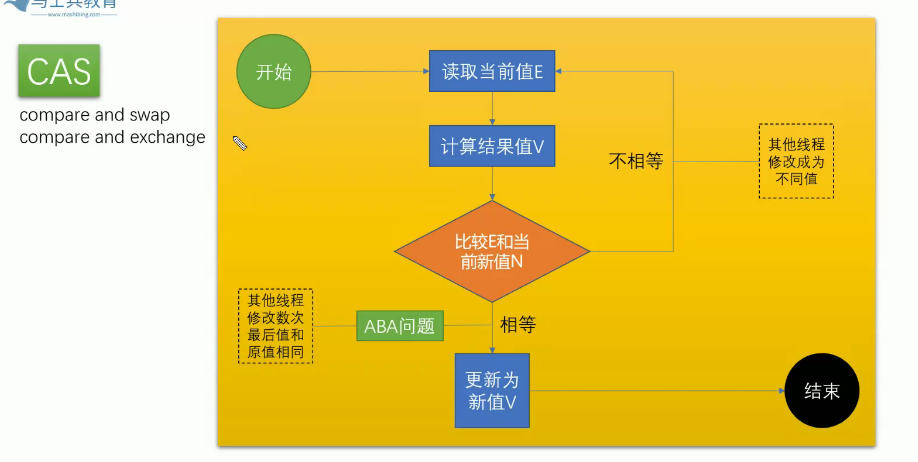 马士兵教育
www.mashibing.com
CAS
compare and swap
compare and exchange
开始
读取当前值E
计算结果值V
不相等
其他线程
修改成为
不同值
比较E和当
前新值N
其他线程
修改数次
最后值和
原值相同
ABA问题
相等
更新为
新值V
结束